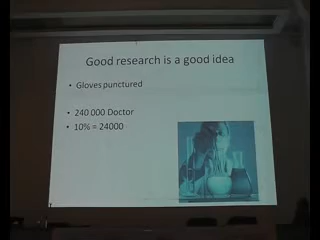 Good research is a good idea
• Gloves punctured
• 240 000 Doctor
• 10% = 24000